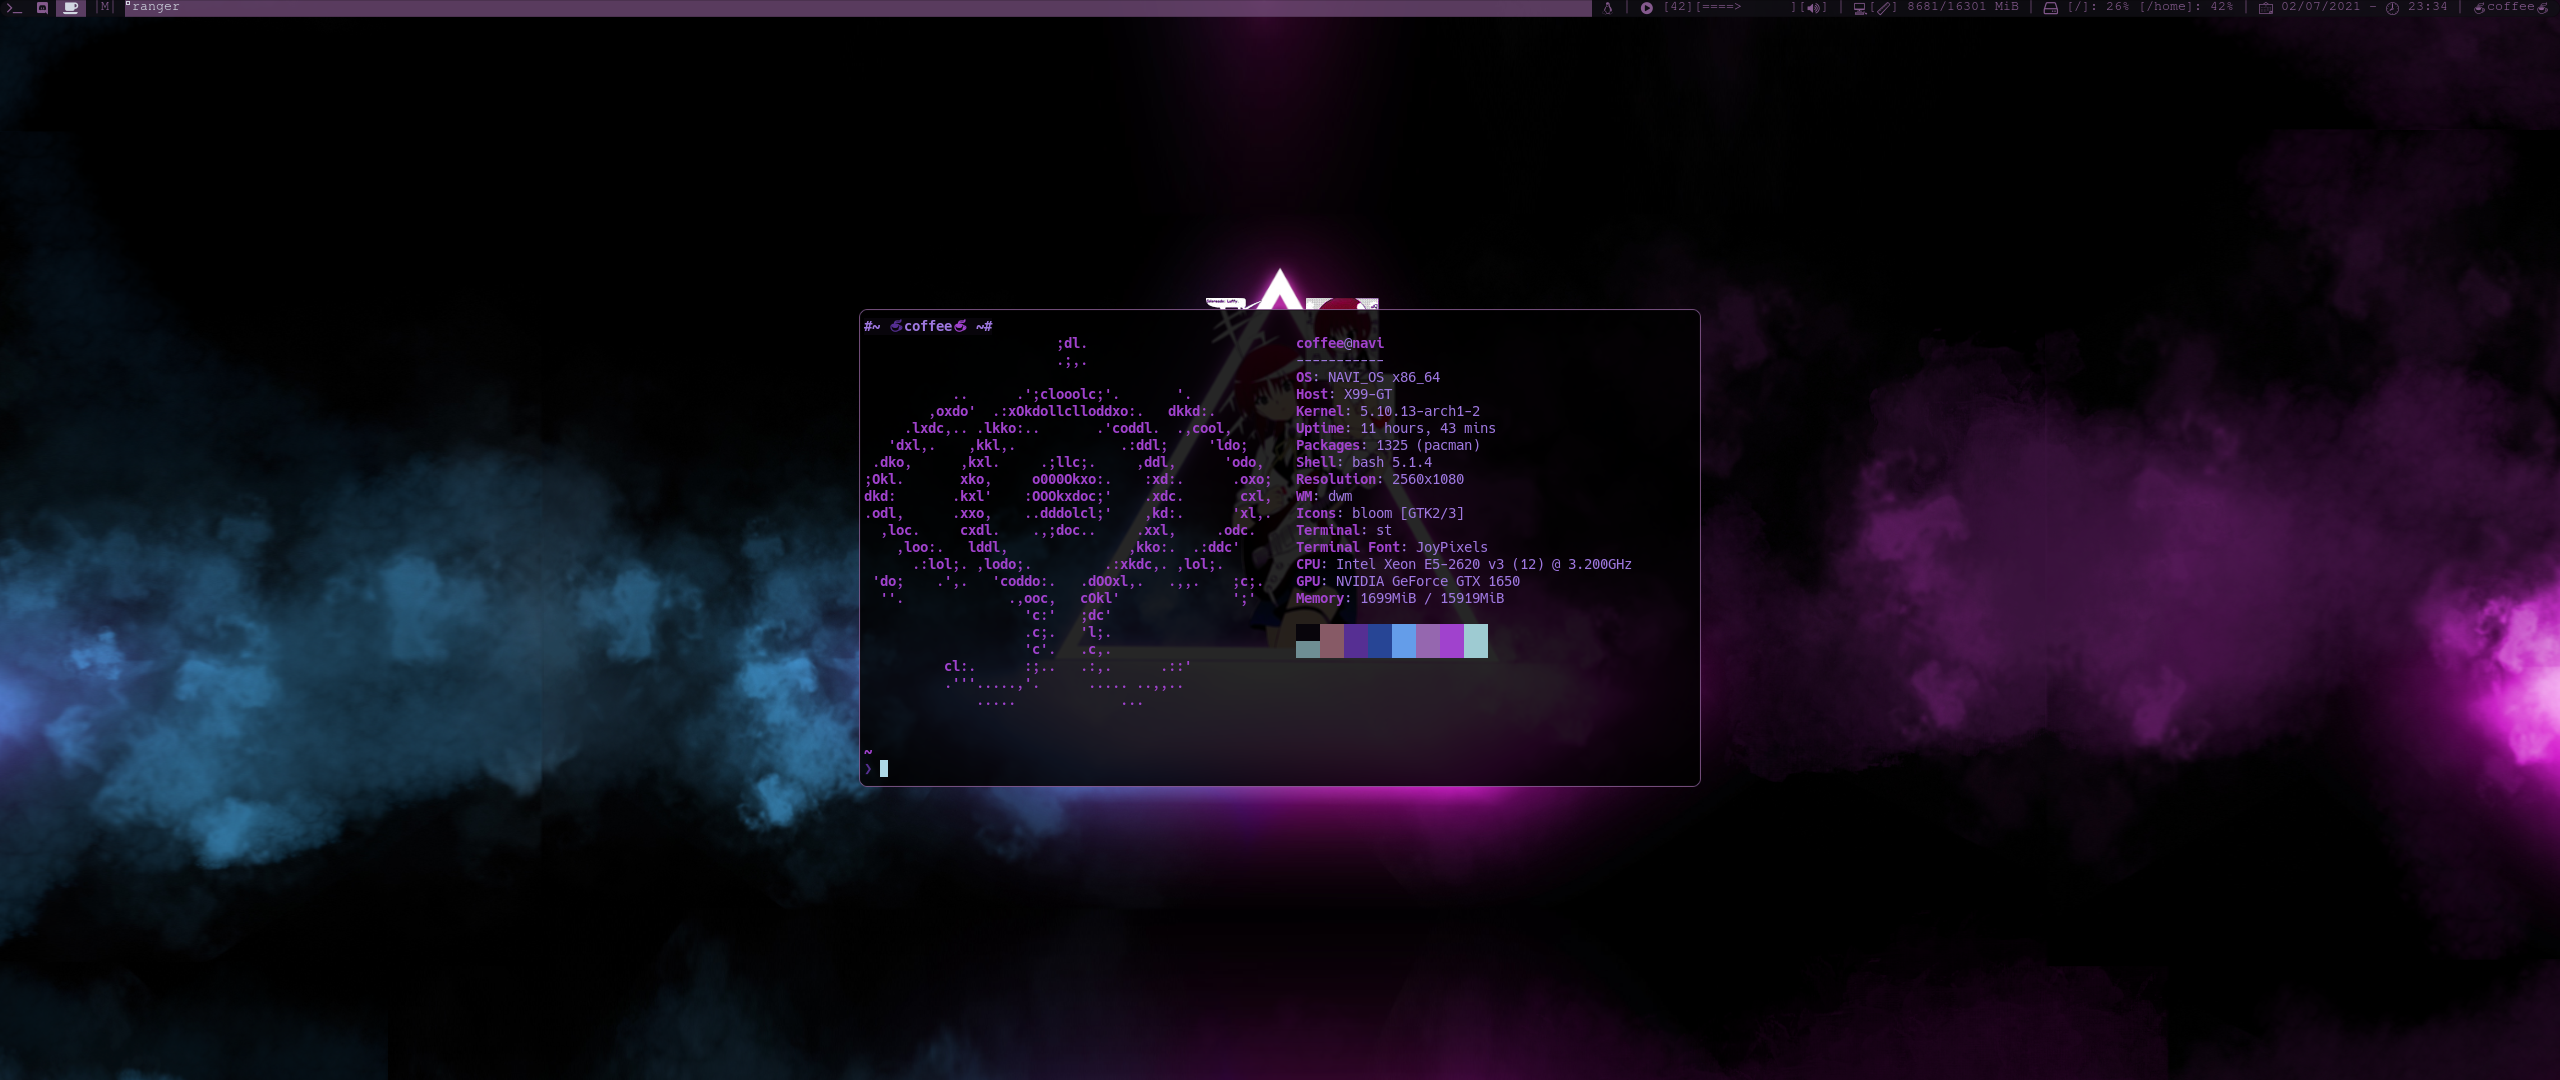 >_ |M| ranger | [42][====> ][ ] | [ ] 8681/16301 MiB | [/]: 26% [/home]: 42% | 02/07/2021 - 23:34 | coffee
#~ coffee ~#
;dl. coffee@navi
.;,. -----------
OS: NAVI_OS x86_64
.. .';clooolc;'. '. Host: X99-GT
,oxdo' .:xOkdollclloddxo:. dkkd:. Kernel: 5.10.13-arch1-2
.lxdc,.. .lkko:.. .'coddl. .,cool, Uptime: 11 hours, 43 mins
'dxl,. ,kkl,. .:ddl; 'ldo; Packages: 1325 (pacman)
.dko, ,kxl. .;llc;. ,ddl, 'odo, Shell: bash 5.1.4
;Okl. xko, o000Okxo:. :xd:. .oxo; Resolution: 2560x1080
dkd: .kxl' :OOOkxdoc;' .xdc. cxl, WM: dwm
.odl, .xxo, ..dddolcl;' ,kd:. 'xl,. Icons: bloom [GTK2/3]
,loc. cxdl. .,;doc.. .xxl, .odc. Terminal: st
,loo:. lddl, ,kko:. .:ddc' Terminal Font: JoyPixels
.:lol;. ,lodo;. .:xkdc,. ,lol;. CPU: Intel Xeon E5-2620 v3 (12) @ 3.200GHz
'do; .',. 'coddo:. .dOOxl,. .,,. ;c;. GPU: NVIDIA GeForce GTX 1650
''. .,ooc, cOkl' ';' Memory: 1699MiB / 15919MiB
'c:' ;dc'
.c;. 'l;.
'c'. .c,.
cl:. :;.. .:,. .::'
.'''.....,'. ..... ..,,..
..... ...
~
❯